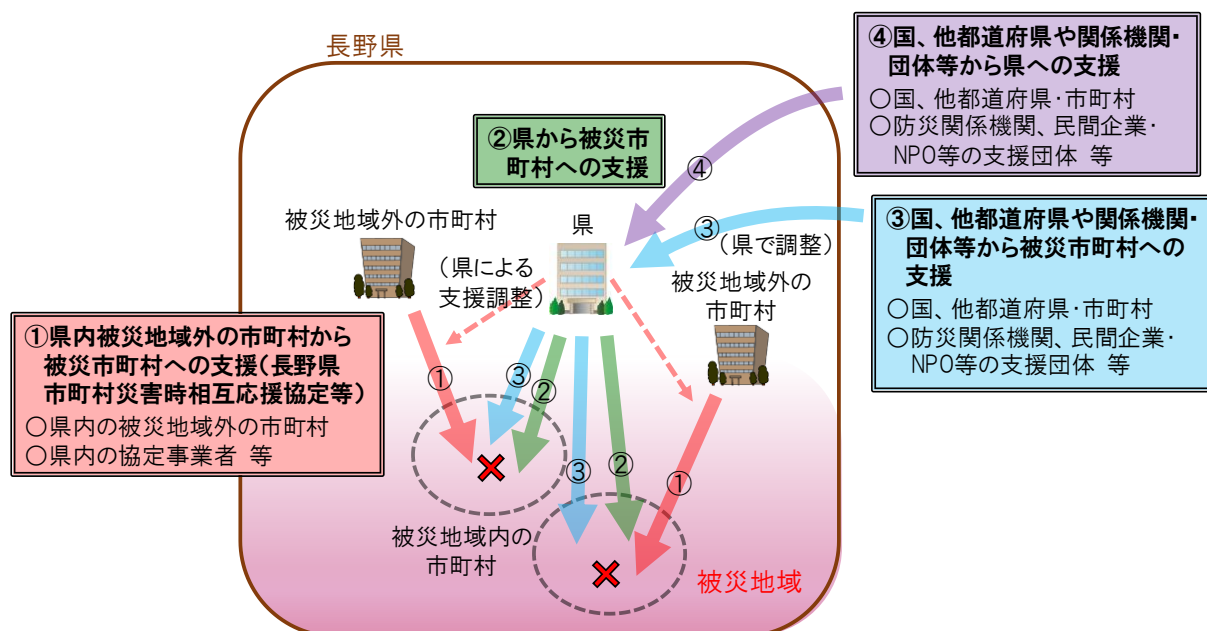 長野県
④国、他都道府県や関係機関・
団体等から県への支援
○国、他都道府県・市町村
○防災関係機関、民間企業・
NPO等の支援団体 等
②県から被災市
町村への支援
④
被災地域外の市町村
県
③
(県で調整)
③国、他都道府県や関係機関・
団体等から被災市町村への
支援
○国、他都道府県・市町村
○防災関係機関、民間企業・
NPO等の支援団体 等
(県による
支援調整)
被災地域外の
市町村
①県内被災地域外の市町村から
被災市町村への支援(長野県
市町村災害時相互応援協定等)
○県内の被災地域外の市町村
○県内の協定事業者 等
①
③
②
③
②
①
被災地域内の
市町村
被災地域